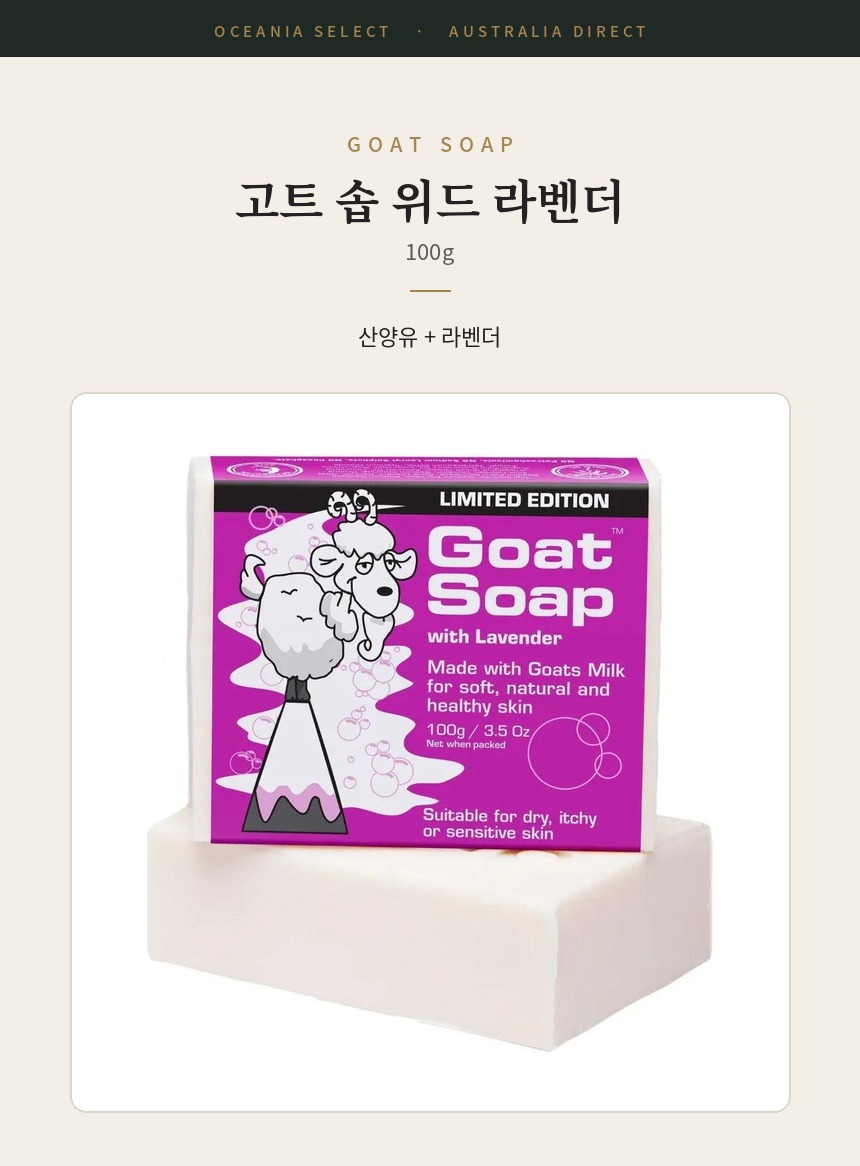 OCEANIA SELECT · AUSTRALIA DIRECT
GOAT SOAP
고트 솝 위드 라벤더
100g
산양유 + 라벤더
LIMITED EDITION
Goat
Soap
TM
with Lavender
Made with Goats Milk
for soft, natural and
healthy skin
100g / 3.5 Oz
Net when packed
Suitable for dry, itchy
or sensitive skin